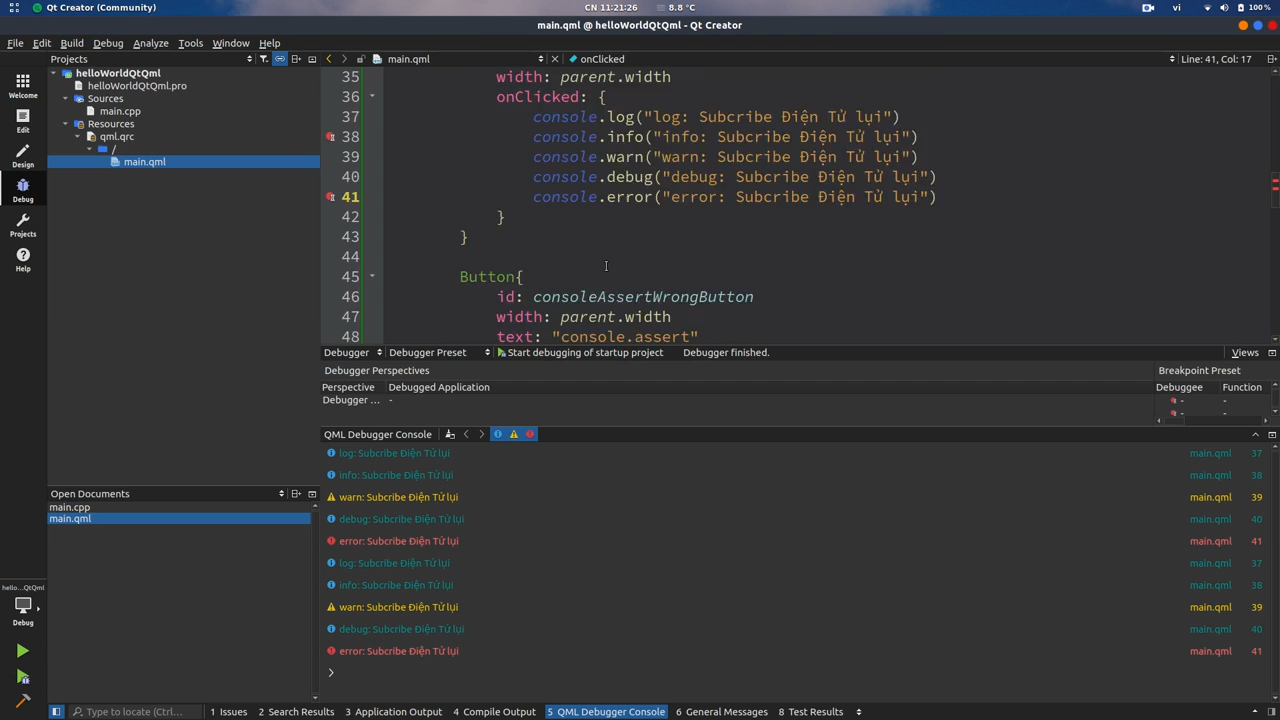 Qt Creator (Community)
CN 11:21:26
8.8 °C
vi
100 %
main.qml @ helloWorldQtQml - Qt Creator
File Edit Build Debug Analyze Tools Window Help
Projects
main.qml
onClicked
Line: 41, Col: 17
Welcome
Edit
Design
Debug
Projects
Help
helloWorldQtQml
helloWorldQtQml.pro
Sources
main.cpp
Resources
qml.qrc
/
main.qml
35 width: parent.width
36 onClicked: {
37 console.log("log: Subcribe Điện Tử lụi")
38 console.info("info: Subcribe Điện Tử lụi")
39 console.warn("warn: Subcribe Điện Tử lụi")
40 console.debug("debug: Subcribe Điện Tử lụi")
41 console.error("error: Subcribe Điện Tử lụi")
42 }
43 }
44
45 Button{
46 id: consoleAssertWrongButton
47 width: parent.width
48 text: "console.assert"
Debugger Debugger Preset Start debugging of startup project Debugger finished. Views
Debugger Perspectives
Breakpoint Preset
Perspective Debugged Application
Debuggee Function
Debugger ... -
- -
- -
QML Debugger Console
log: Subcribe Điện Tử lụi main.qml 37
info: Subcribe Điện Tử lụi main.qml 38
warn: Subcribe Điện Tử lụi main.qml 39
debug: Subcribe Điện Tử lụi main.qml 40
error: Subcribe Điện Tử lụi main.qml 41
log: Subcribe Điện Tử lụi main.qml 37
info: Subcribe Điện Tử lụi main.qml 38
warn: Subcribe Điện Tử lụi main.qml 39
debug: Subcribe Điện Tử lụi main.qml 40
error: Subcribe Điện Tử lụi main.qml 41
>
Open Documents
main.cpp
main.qml
hello...QtQml
Debug
Type to locate (Ctrl...
1 Issues 2 Search Results 3 Application Output 4 Compile Output 5 QML Debugger Console 6 General Messages 8 Test Results